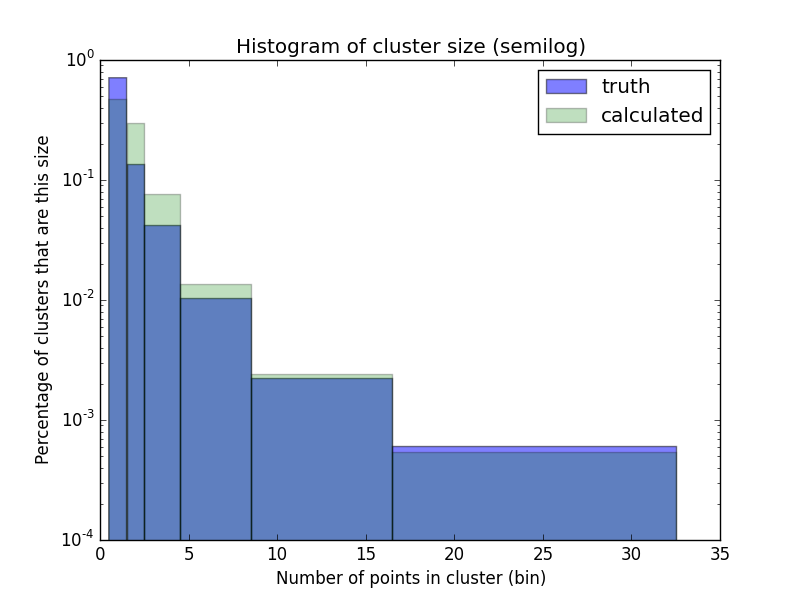 Histogram of cluster size (semilog)
truth
calculated
10^0
10^-1
10^-2
10^-3
10^-4
Percentage of clusters that are this size
0 5 10 15 20 25 30 35
Number of points in cluster (bin)